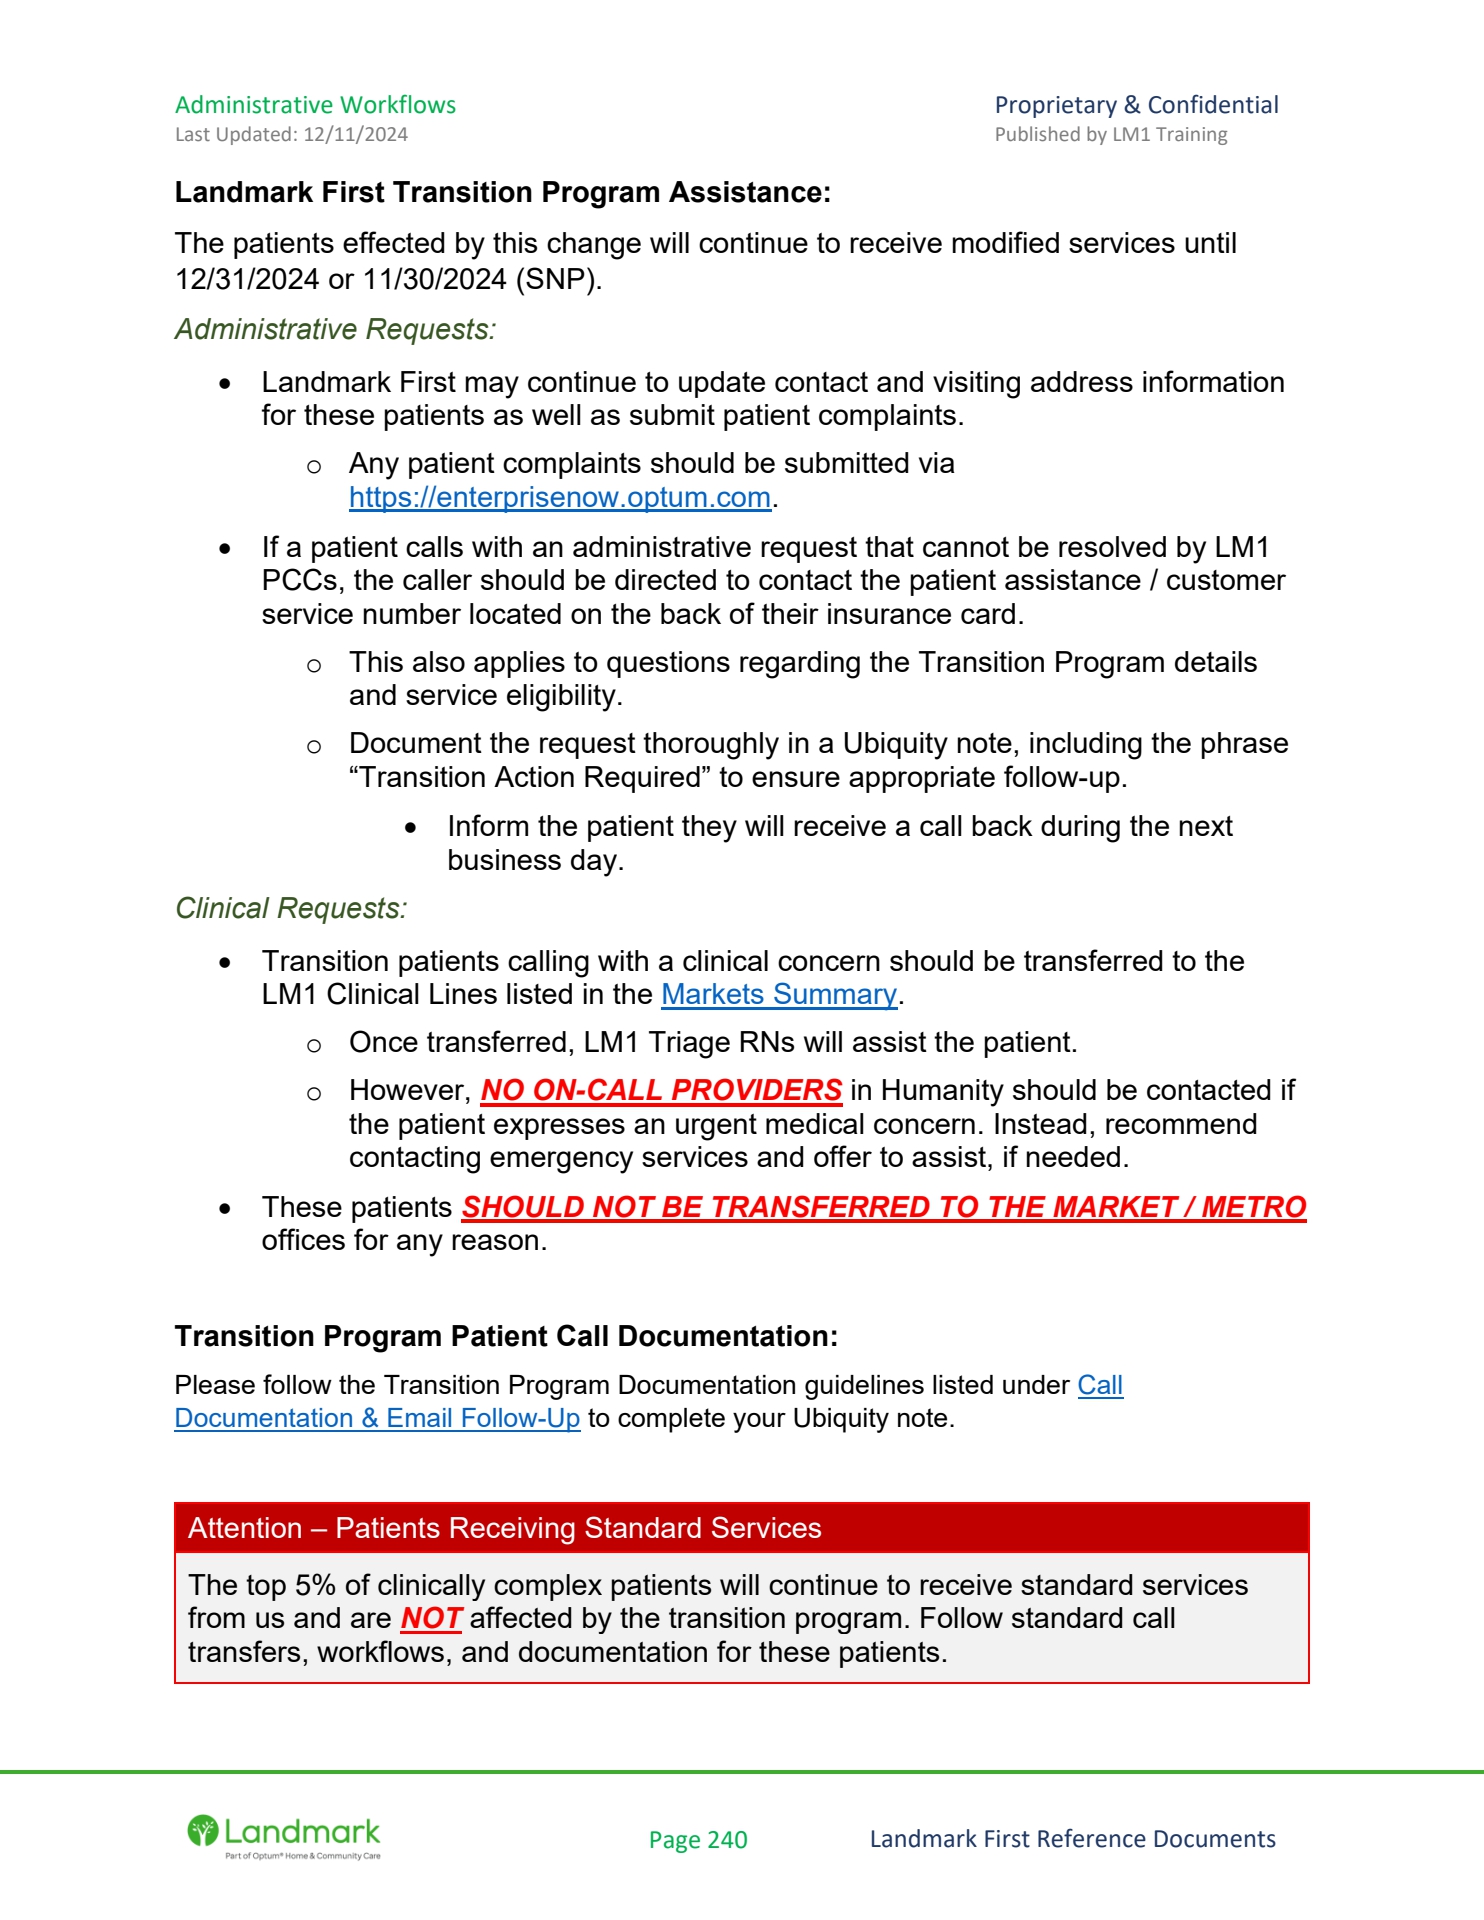 Administrative Workflows
Proprietary & Confidential
Last Updated: 12/11/2024
Published by LM1 Training
Landmark First Transition Program Assistance:
The patients effected by this change will continue to receive modified services until
12/31/2024 or 11/30/2024 (SNP).
Administrative Requests:
• Landmark First may continue to update contact and visiting address information
for these patients as well as submit patient complaints.
o Any patient complaints should be submitted via
https://enterprisenow.optum.com.
• If a patient calls with an administrative request that cannot be resolved by LM1
PCCs, the caller should be directed to contact the patient assistance / customer
service number located on the back of their insurance card.
o This also applies to questions regarding the Transition Program details
and service eligibility.
o Document the request thoroughly in a Ubiquity note, including the phrase
“Transition Action Required” to ensure appropriate follow-up.
• Inform the patient they will receive a call back during the next
business day.
Clinical Requests:
• Transition patients calling with a clinical concern should be transferred to the
LM1 Clinical Lines listed in the Markets Summary.
o Once transferred, LM1 Triage RNs will assist the patient.
o However, NO ON-CALL PROVIDERS in Humanity should be contacted if
the patient expresses an urgent medical concern. Instead, recommend
contacting emergency services and offer to assist, if needed.
• These patients SHOULD NOT BE TRANSFERRED TO THE MARKET / METRO
offices for any reason.
Transition Program Patient Call Documentation:
Please follow the Transition Program Documentation guidelines listed under Call
Documentation & Email Follow-Up to complete your Ubiquity note.
Attention – Patients Receiving Standard Services
The top 5% of clinically complex patients will continue to receive standard services
from us and are NOT affected by the transition program. Follow standard call
transfers, workflows, and documentation for these patients.
Landmark
Part of Optum® Home & Community Care
Page 240
Landmark First Reference Documents